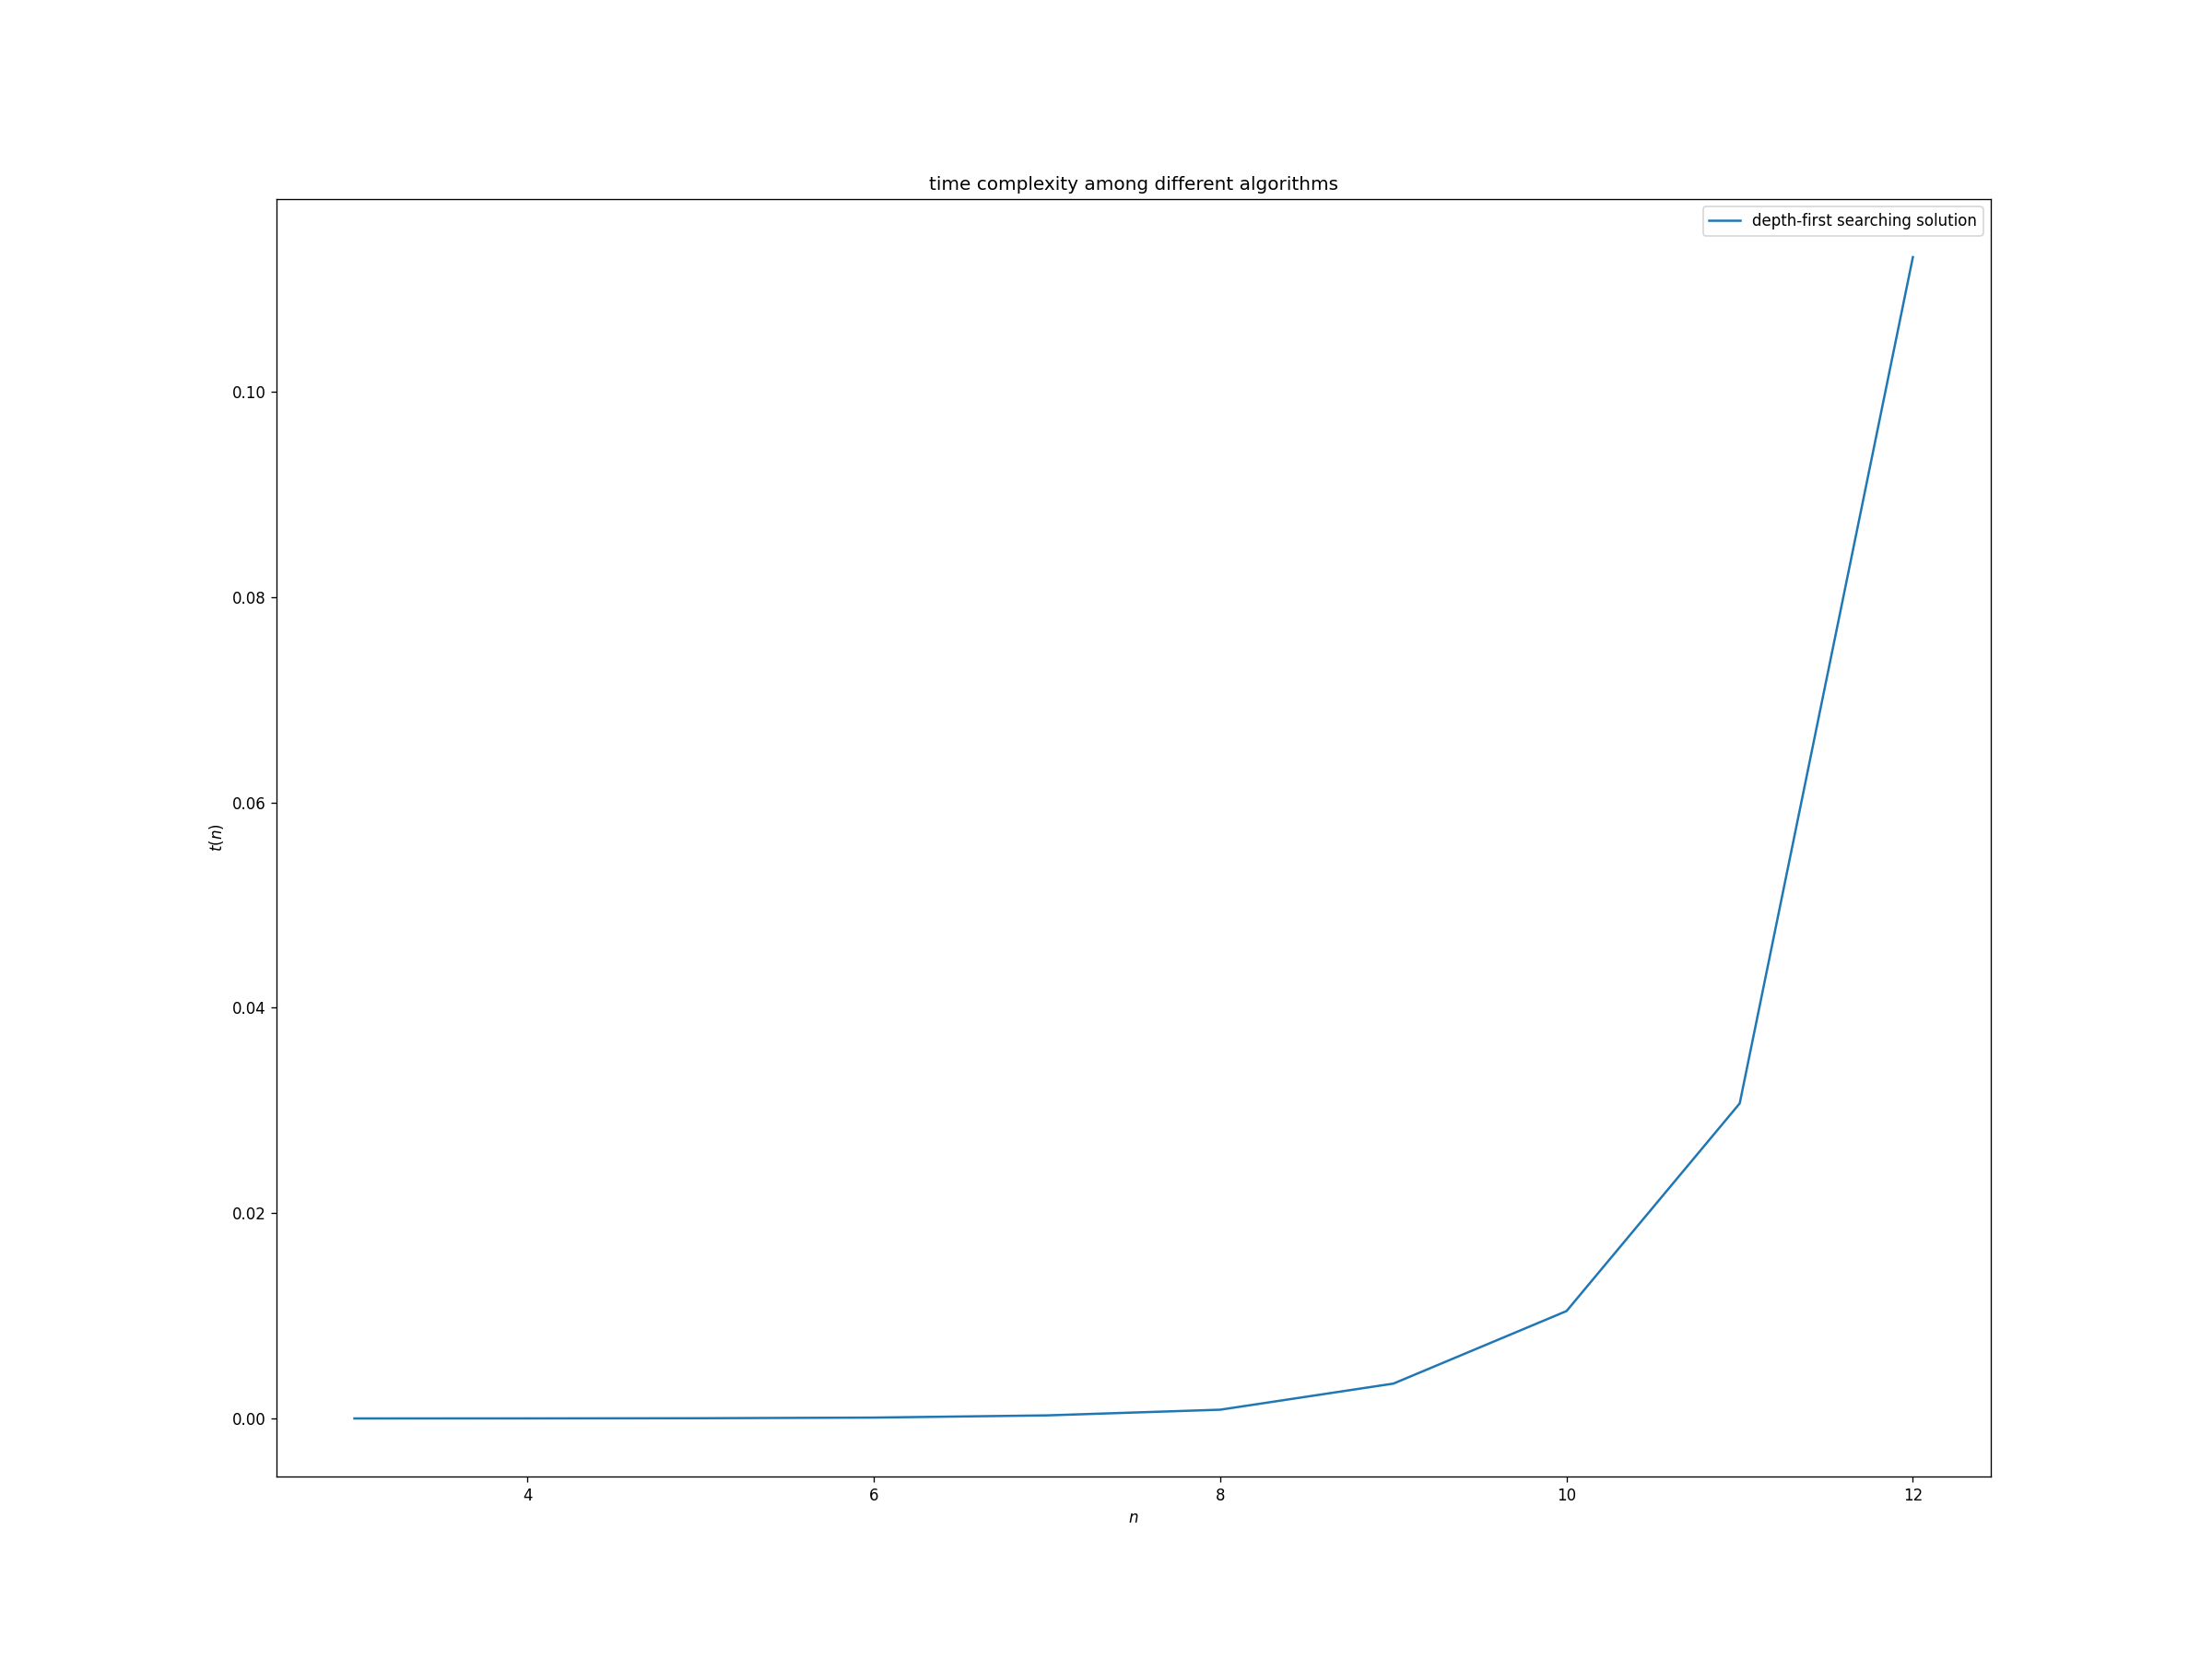 time complexity among different algorithms
depth-first searching solution
0.10
0.08
0.06
t(n)
0.04
0.02
0.00
4 6 8 10 12
n